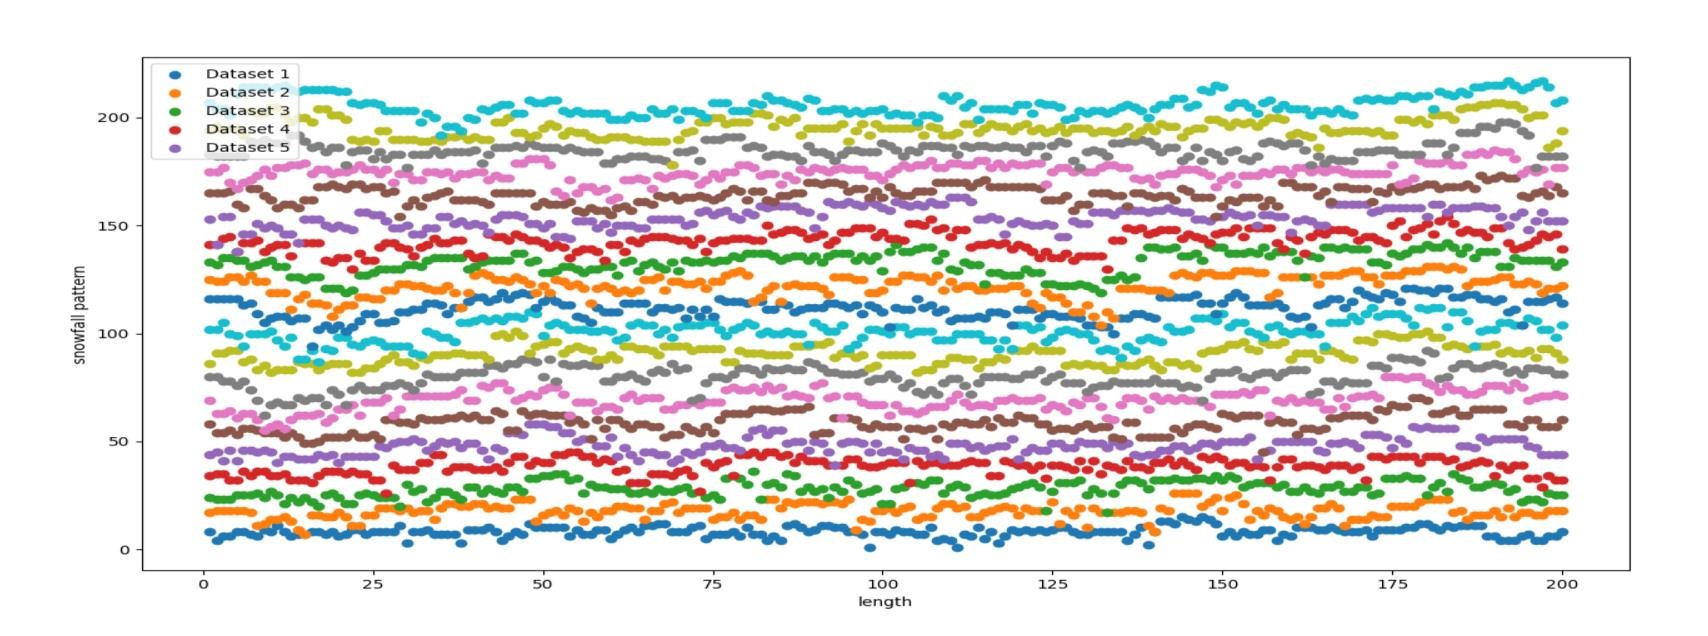 Dataset 1
Dataset 2
Dataset 3
Dataset 4
Dataset 5
200
150
100
50
0
snowfall pattern
0 25 50 75 100 125 150 175 200
length